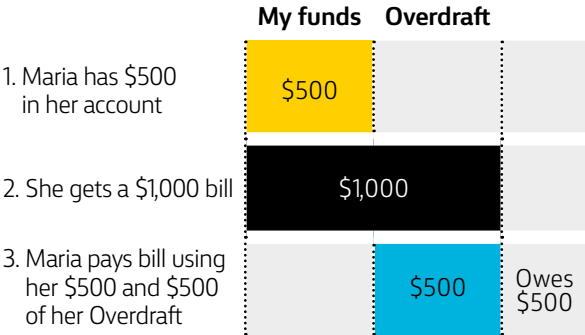 My funds Overdraft
1. Maria has $500
in her account
$500
2. She gets a $1,000 bill
$1,000
3. Maria pays bill using
her $500 and $500
of her Overdraft
$500
Owes
$500